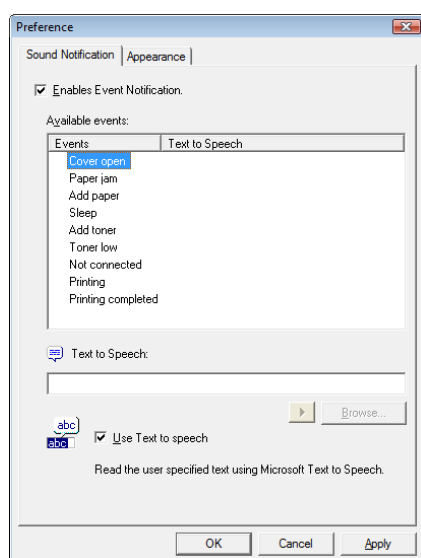 Preference
Sound Notification Appearance
Enables Event Notification.
Available events:
Events Text to Speech
Cover open
Paper jam
Add paper
Sleep
Add toner
Toner low
Not connected
Printing
Printing completed
Text to Speech:
Browse...
abc
abc
Use Text to speech
Read the user specified text using Microsoft Text to Speech.
OK Cancel Apply